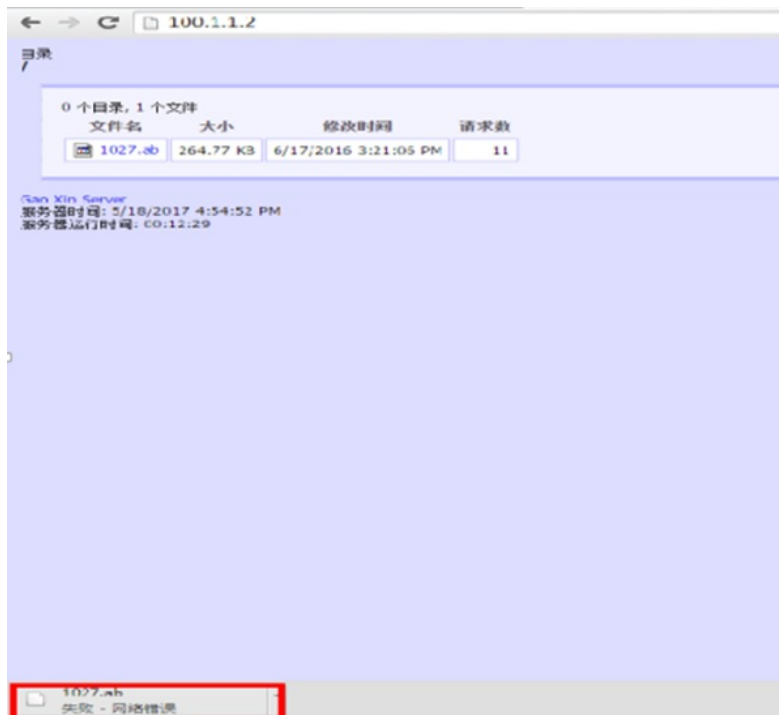 100.1.1.2
目录
/
0 个目录, 1 个文件
文件名 大小 修改时间 请求数
1027.ab 264.77 KB 6/17/2016 3:21:05 PM 11
Gao Xin Server
服务器时间: 5/18/2017 4:54:52 PM
服务器运行时间: 00:12:29
1027.ab
失败 - 网络错误